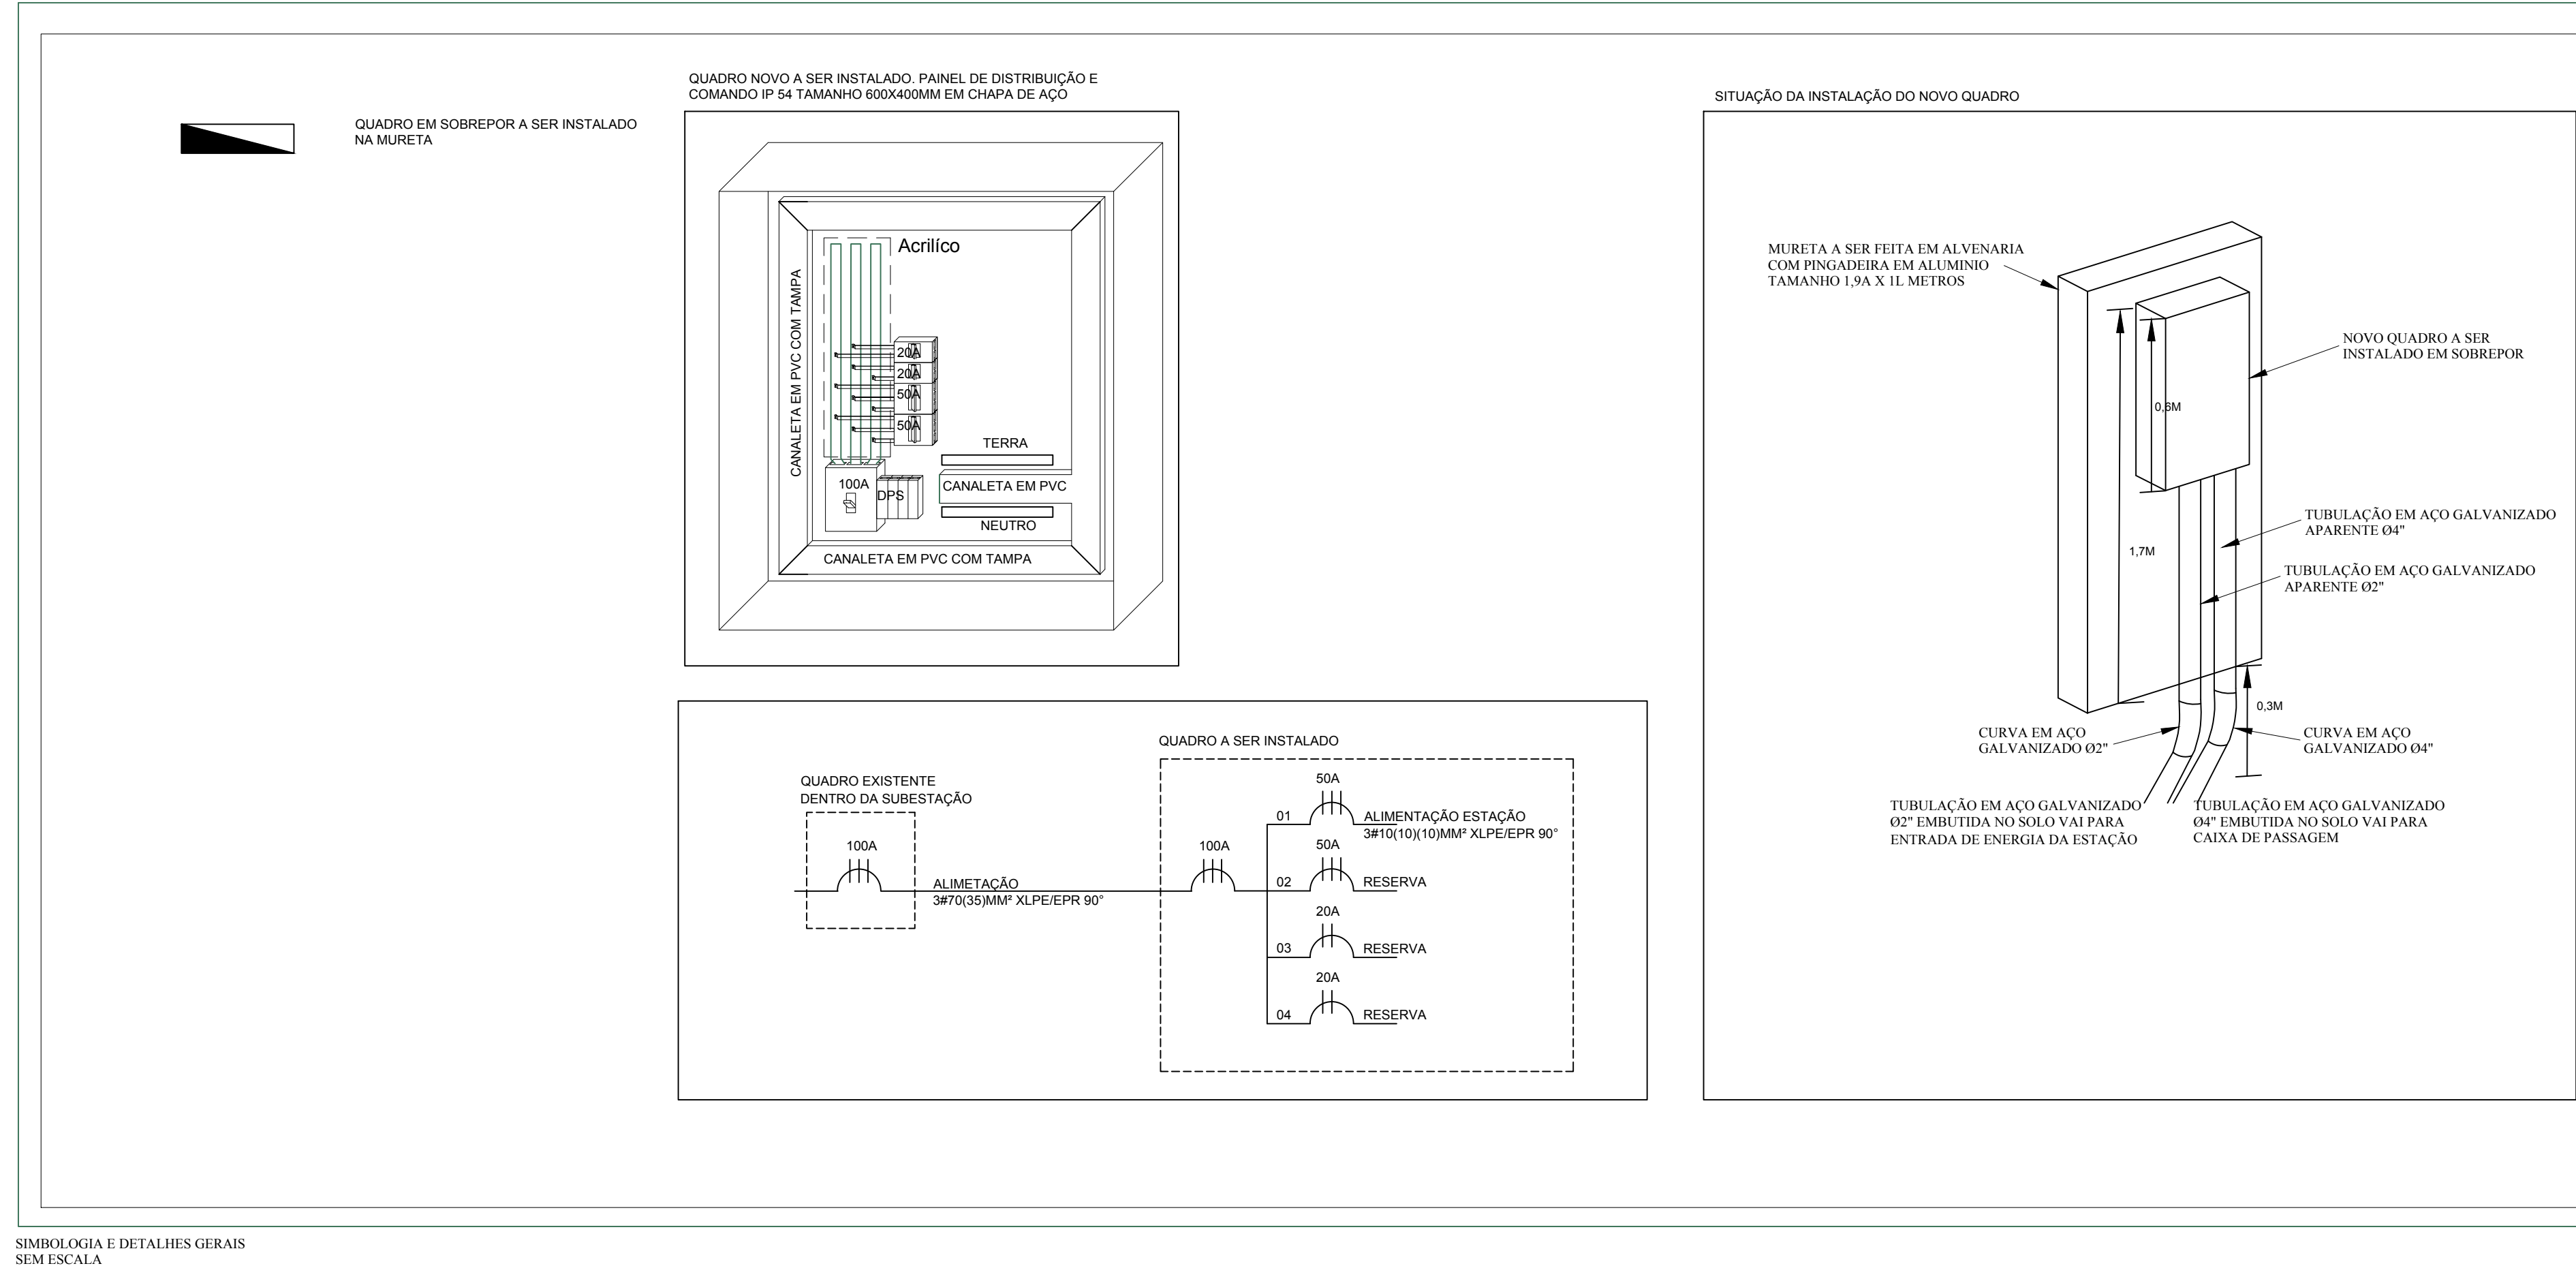 QUADRO EM SOBREPOR A SER INSTALADO
NA MURETA
QUADRO NOVO A SER INSTALADO. PAINEL DE DISTRIBUIÇÃO E
COMANDO IP 54 TAMANHO 600X400MM EM CHAPA DE AÇO
Acrilíco
CANALETA EM PVC COM TAMPA
20A
20A
50A
50A
TERRA
100A
DPS
CANALETA EM PVC
NEUTRO
CANALETA EM PVC COM TAMPA
QUADRO EXISTENTE
DENTRO DA SUBESTAÇÃO
100A
ALIMETAÇÃO
3#70(35)MM² XLPE/EPR 90°
QUADRO A SER INSTALADO
100A
50A
01
ALIMENTAÇÃO ESTAÇÃO
3#10(10)(10)MM² XLPE/EPR 90°
50A
02
RESERVA
20A
03
RESERVA
20A
04
RESERVA
SITUAÇÃO DA INSTALAÇÃO DO NOVO QUADRO
MURETA A SER FEITA EM ALVENARIA
COM PINGADEIRA EM ALUMINIO
TAMANHO 1,9A X 1L METROS
NOVO QUADRO A SER
INSTALADO EM SOBREPOR
0,6M
TUBULAÇÃO EM AÇO GALVANIZADO
APARENTE Ø4"
1,7M
TUBULAÇÃO EM AÇO GALVANIZADO
APARENTE Ø2"
0,3M
CURVA EM AÇO
GALVANIZADO Ø2"
CURVA EM AÇO
GALVANIZADO Ø4"
TUBULAÇÃO EM AÇO GALVANIZADO
Ø2" EMBUTIDA NO SOLO VAI PARA
ENTRADA DE ENERGIA DA ESTAÇÃO
TUBULAÇÃO EM AÇO GALVANIZADO
Ø4" EMBUTIDA NO SOLO VAI PARA
CAIXA DE PASSAGEM
SIMBOLOGIA E DETALHES GERAIS
SEM ESCALA